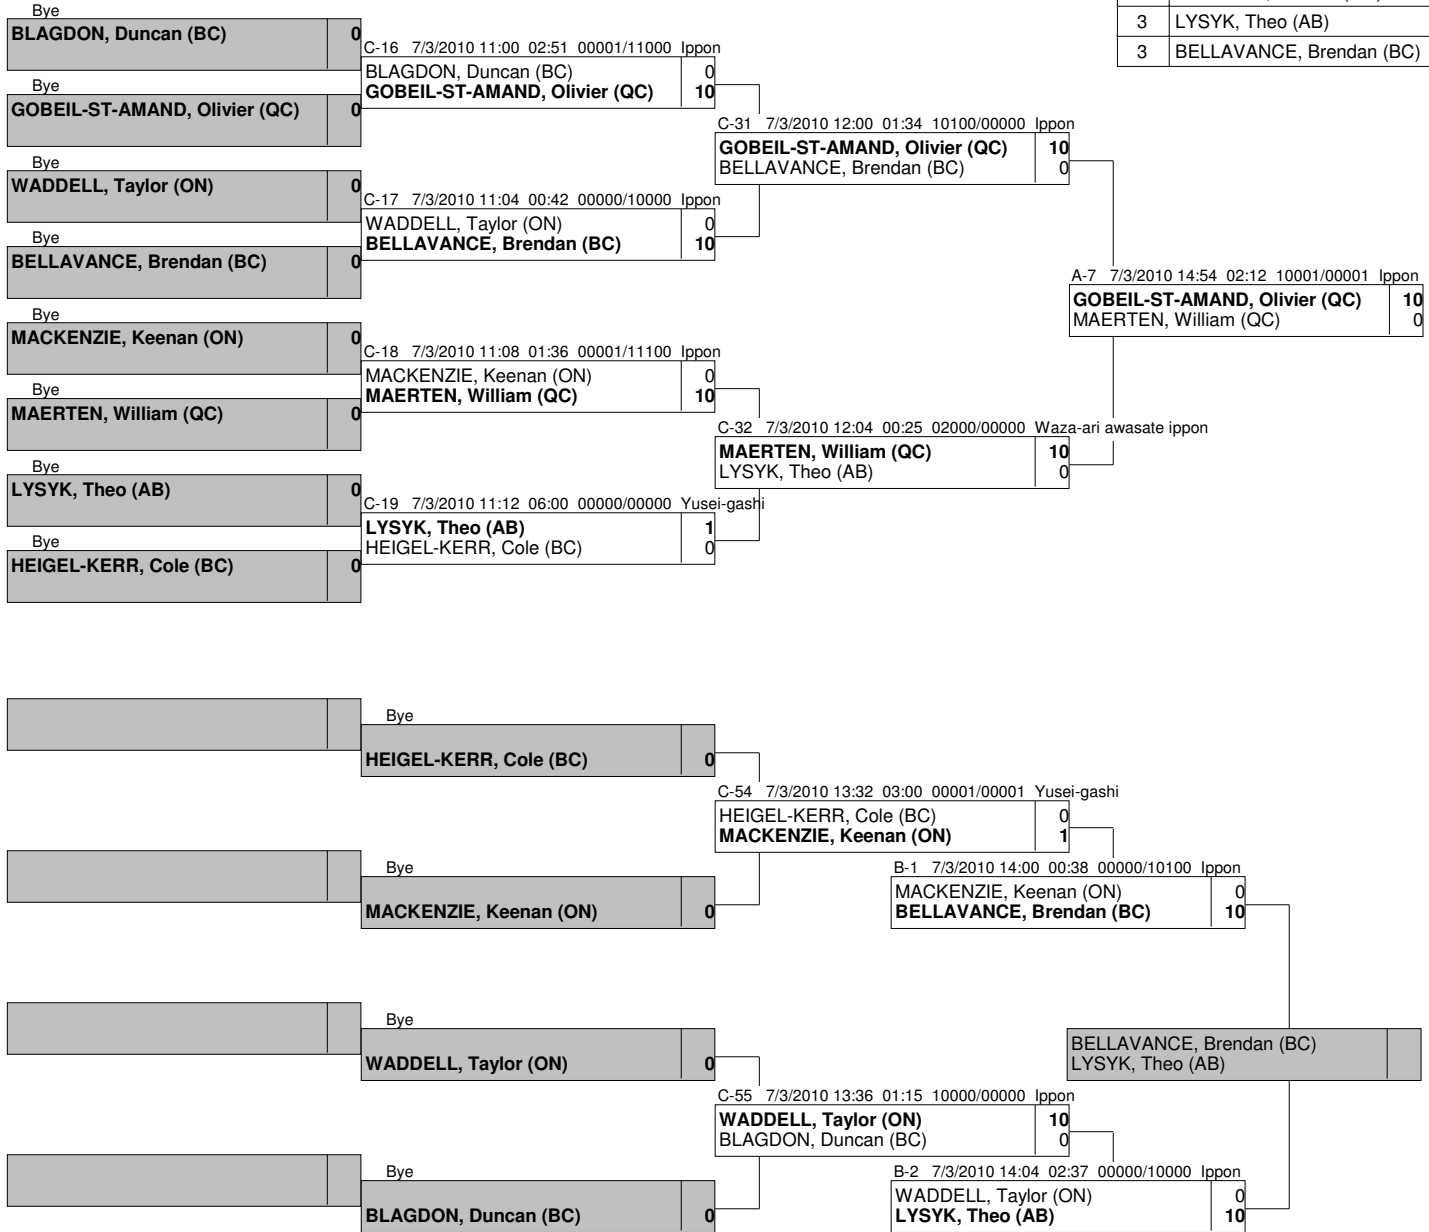 Bye
BLAGDON, Duncan (BC) 0
Bye
GOBEIL-ST-AMAND, Olivier (QC) 0
Bye
WADDELL, Taylor (ON) 0
Bye
BELLAVANCE, Brendan (BC) 0
Bye
MACKENZIE, Keenan (ON) 0
Bye
MAERTEN, William (QC) 0
Bye
LYSYK, Theo (AB) 0
Bye
HEIGEL-KERR, Cole (BC) 0
C-16 7/3/2010 11:00 02:51 00001/11000 Ippon
BLAGDON, Duncan (BC) 0
GOBEIL-ST-AMAND, Olivier (QC) 10
C-17 7/3/2010 11:04 00:42 00000/10000 Ippon
WADDELL, Taylor (ON) 0
BELLAVANCE, Brendan (BC) 10
C-18 7/3/2010 11:08 01:36 00001/11100 Ippon
MACKENZIE, Keenan (ON) 0
MAERTEN, William (QC) 10
C-19 7/3/2010 11:12 06:00 00000/00000 Yusei-gashi
LYSYK, Theo (AB) 1
HEIGEL-KERR, Cole (BC) 0
C-31 7/3/2010 12:00 01:34 10100/00000 Ippon
GOBEIL-ST-AMAND, Olivier (QC) 10
BELLAVANCE, Brendan (BC) 0
C-32 7/3/2010 12:04 00:25 02000/00000 Waza-ari awasate ippon
MAERTEN, William (QC) 10
LYSYK, Theo (AB) 0
A-7 7/3/2010 14:54 02:12 10001/00001 Ippon
GOBEIL-ST-AMAND, Olivier (QC) 10
MAERTEN, William (QC) 0
3 LYSYK, Theo (AB)
3 BELLAVANCE, Brendan (BC)
Bye
HEIGEL-KERR, Cole (BC) 0
Bye
MACKENZIE, Keenan (ON) 0
Bye
WADDELL, Taylor (ON) 0
Bye
BLAGDON, Duncan (BC) 0
C-54 7/3/2010 13:32 03:00 00001/00001 Yusei-gashi
HEIGEL-KERR, Cole (BC) 0
MACKENZIE, Keenan (ON) 1
C-55 7/3/2010 13:36 01:15 10000/00000 Ippon
WADDELL, Taylor (ON) 10
BLAGDON, Duncan (BC) 0
B-1 7/3/2010 14:00 00:38 00000/10100 Ippon
MACKENZIE, Keenan (ON) 0
BELLAVANCE, Brendan (BC) 10
B-2 7/3/2010 14:04 02:37 00000/10000 Ippon
WADDELL, Taylor (ON) 0
LYSYK, Theo (AB) 10
BELLAVANCE, Brendan (BC)
LYSYK, Theo (AB)